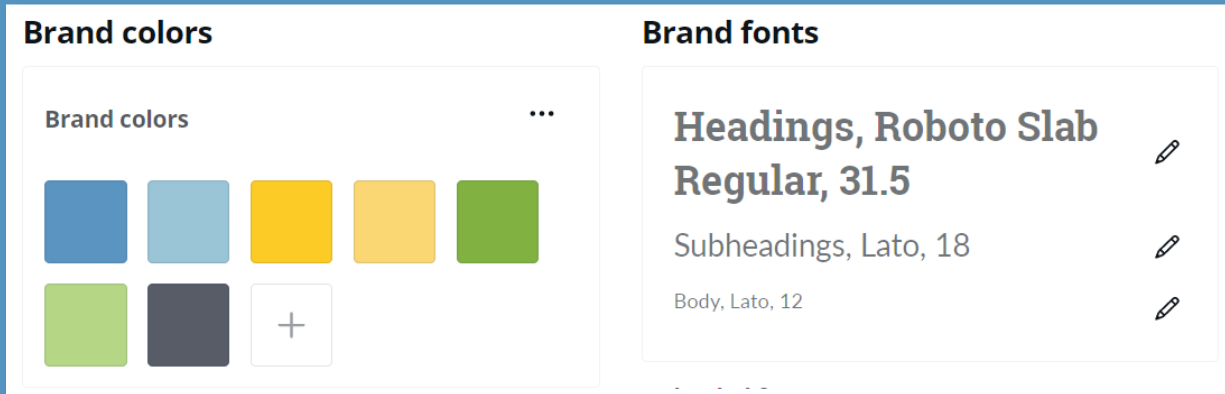 Brand colors
Brand colors
Brand fonts
Headings, Roboto Slab
Regular, 31.5
Subheadings, Lato, 18
Body, Lato, 12